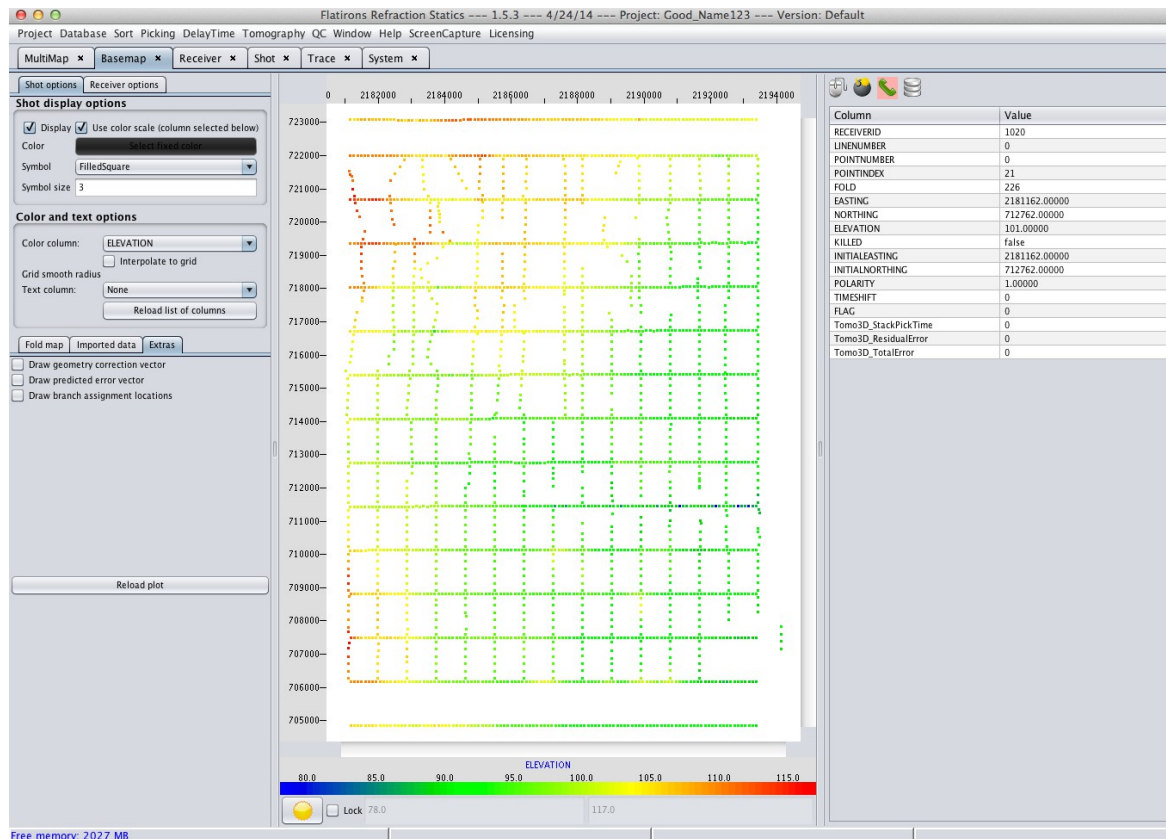 Flatirons Refraction Statics --- 1.5.3 --- 4/24/14 --- Project: Good_Name123 --- Version: Default
Project Database Sort Picking DelayTime Tomography QC Window Help ScreenCapture Licensing
MultiMap Basemap Receiver Shot Trace System
Shot options Receiver options
Shot display options
Display Use color scale (column selected below)
Color Select fixed color
Symbol FilledSquare
Symbol size 3
Color and text options
Color column: ELEVATION
Interpolate to grid
Grid smooth radius
Text column: None
Reload list of columns
Fold map Imported data Extras
Draw geometry correction vector
Draw predicted error vector
Draw branch assignment locations
Reload plot
0 2182000 2184000 2186000 2188000 2190000 2192000 2194000
723000
722000
721000
720000
719000
718000
717000
716000
715000
714000
713000
712000
711000
710000
709000
708000
707000
706000
705000
ELEVATION
80.0 85.0 90.0 95.0 100.0 105.0 110.0 115.0
Lock 78.0 117.0
Column Value
RECEIVERID 1020
LINENUMBER 0
POINTNUMBER 0
POINTINDEX 21
FOLD 226
EASTING 2181162.00000
NORTHING 712762.00000
ELEVATION 101.00000
KILLED false
INITIALEASTING 2181162.00000
INITIALNORTHING 712762.00000
POLARITY 1.00000
TIMESHIFT 0
FLAG 0
Tomo3D_StackPickTime 0
Tomo3D_ResidualError 0
Tomo3D_TotalError 0
Free memory: 2027 MB